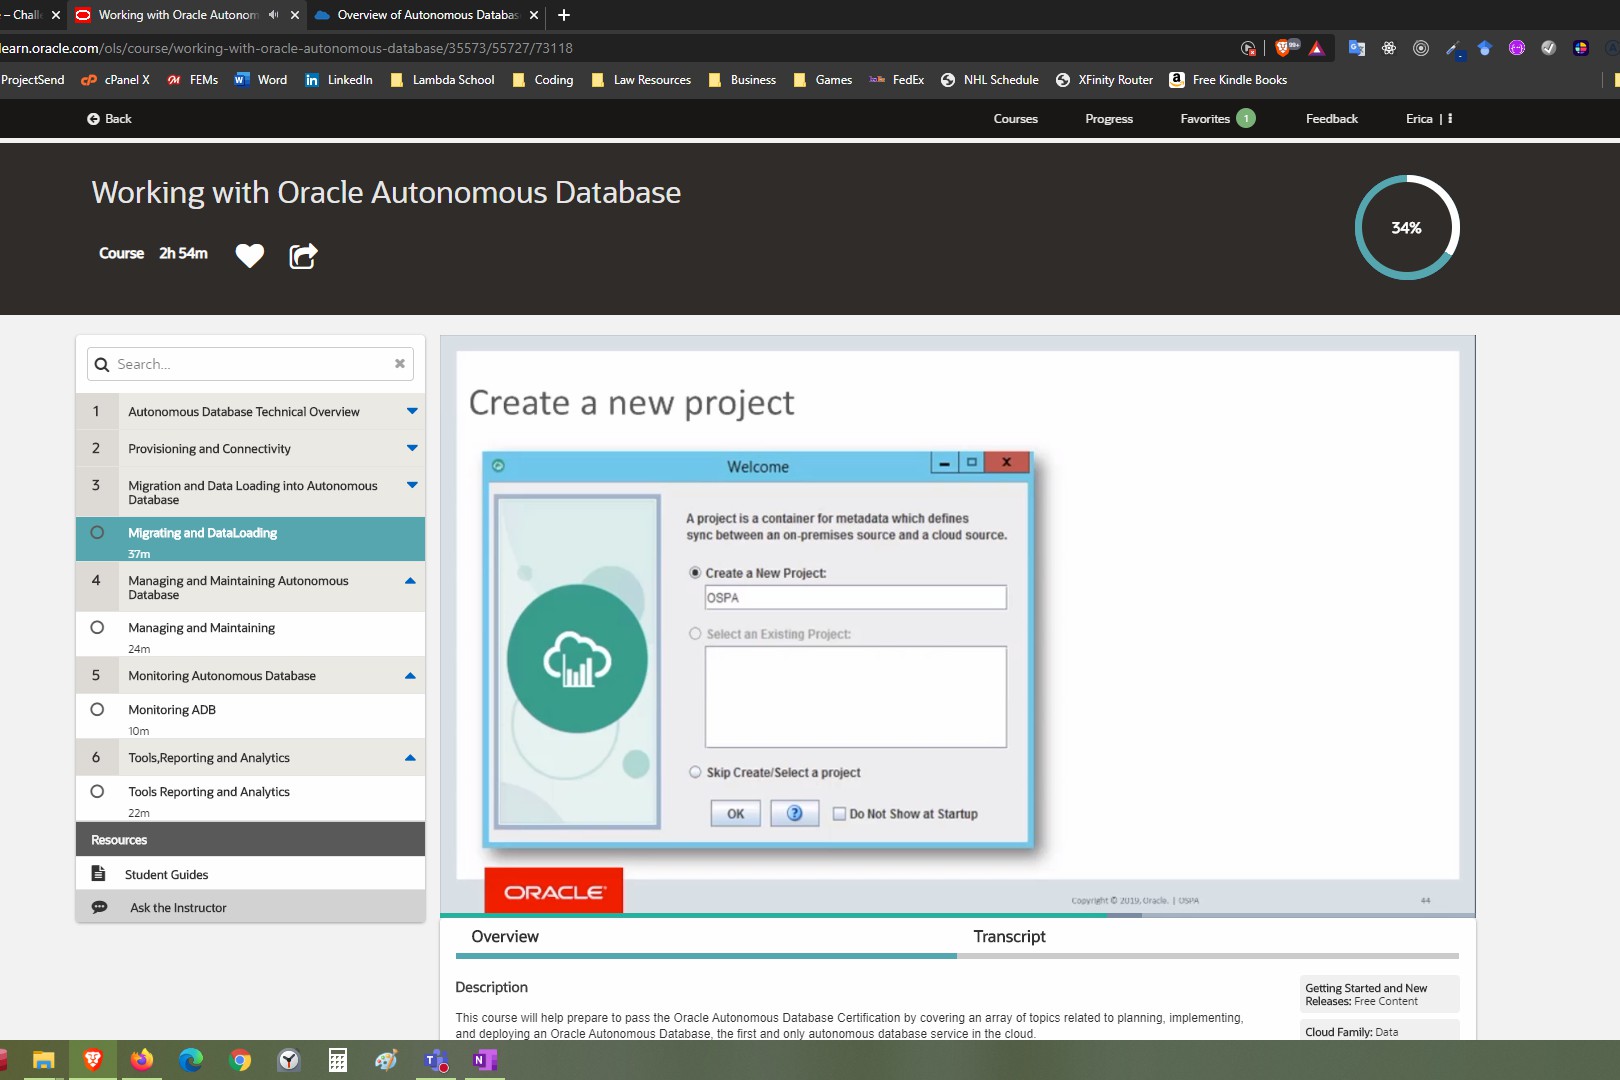 – Chall
Working with Oracle Autonom
Overview of Autonomous Databas
learn.oracle.com/ols/course/working-with-oracle-autonomous-database/35573/55727/73118
99+
ProjectSend
cPanel X
FEMs
Word
LinkedIn
Lambda School
Coding
Law Resources
Business
Games
FedEx
NHL Schedule
XFinity Router
Free Kindle Books
Back
Courses
Progress
Favorites 1
Feedback
Erica |
Working with Oracle Autonomous Database
Course 2h 54m
34%
Search...
1 Autonomous Database Technical Overview
2 Provisioning and Connectivity
3 Migration and Data Loading into Autonomous
Database
Migrating and DataLoading
37m
4 Managing and Maintaining Autonomous
Database
Managing and Maintaining
24m
5 Monitoring Autonomous Database
Monitoring ADB
10m
6 Tools,Reporting and Analytics
Tools Reporting and Analytics
22m
Resources
Student Guides
Ask the Instructor
Create a new project
Welcome
A project is a container for metadata which defines
sync between an on-premises source and a cloud source.
Create a New Project:
OSPA
Select an Existing Project:
Skip Create/Select a project
OK
?
Do Not Show at Startup
ORACLE
Copyright © 2019, Oracle. | OSPA
44
Overview
Transcript
Description
This course will help prepare to pass the Oracle Autonomous Database Certification by covering an array of topics related to planning, implementing,
and deploying an Oracle Autonomous Database, the first and only autonomous database service in the cloud.
Getting Started and New
Releases: Free Content
Cloud Family: Data